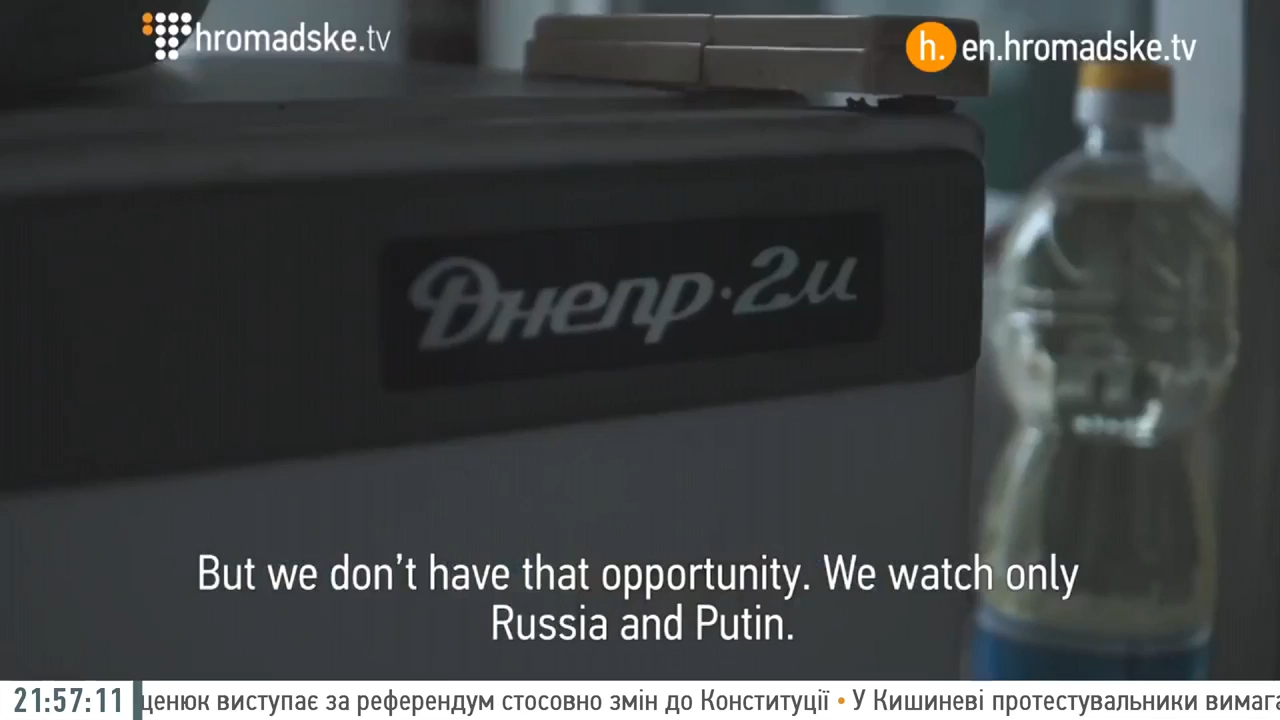 hromadske.tv
h. en.hromadske.tv
Днепр·2м
But we don't have that opportunity. We watch only
Russia and Putin.
21:57:11 ценюк виступає за референдум стосовно змін до Конституції • У Кишиневі протестувальники вимага